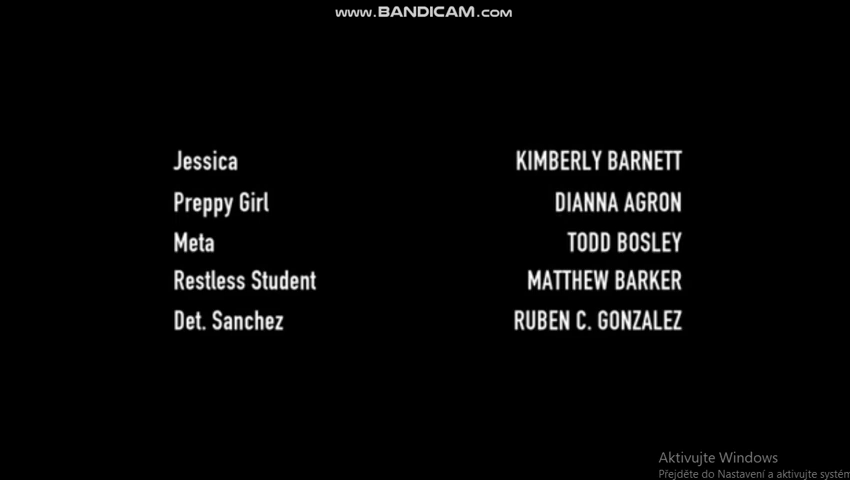 www.BANDICAM.com
Jessica KIMBERLY BARNETT
Preppy Girl DIANNA AGRON
Meta TODD BOSLEY
Restless Student MATTHEW BARKER
Det. Sanchez RUBEN C. GONZALEZ
Aktivujte Windows
Přejděte do Nastavení a aktivujte systém